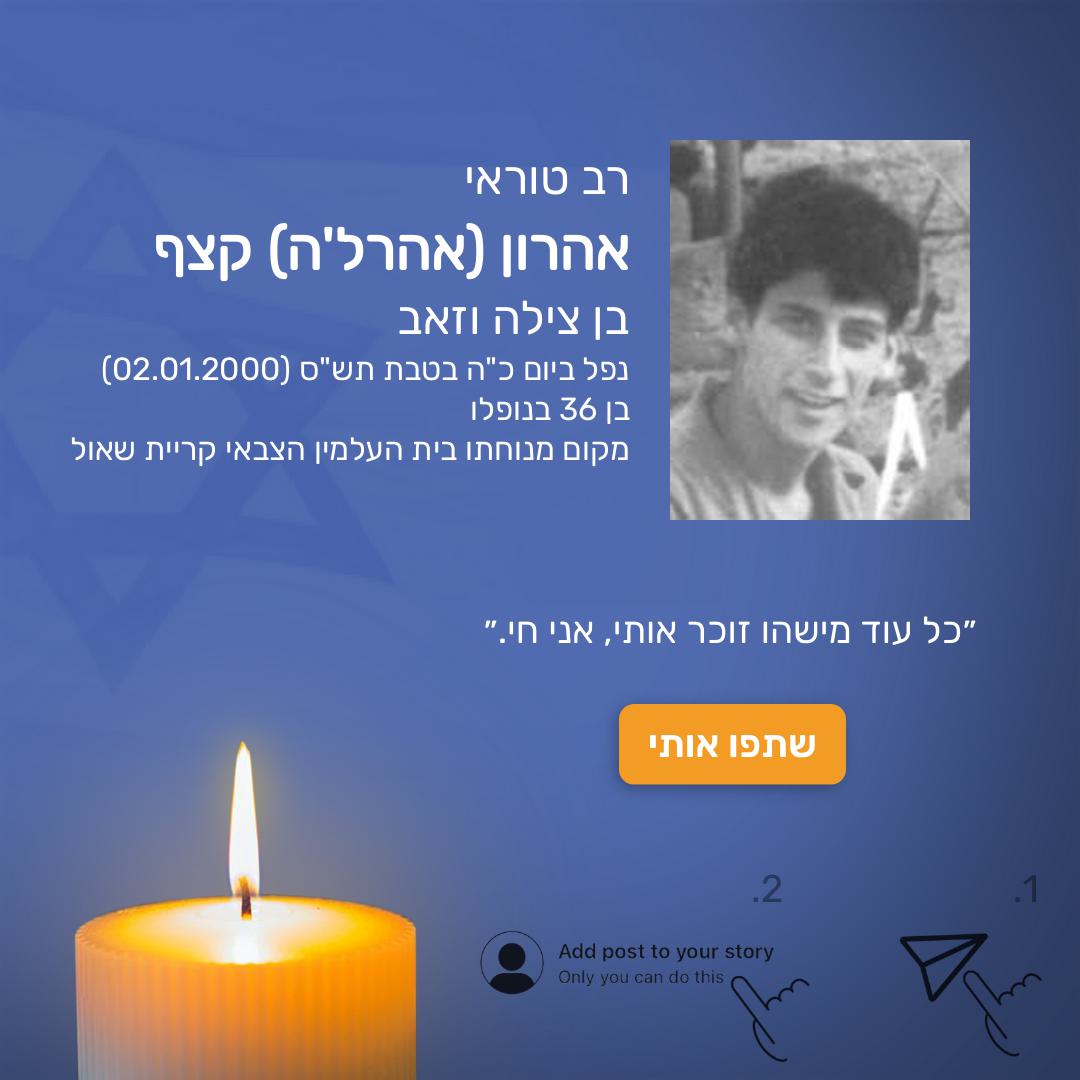 רב טוראי
אהרון (אהרל'ה) קצף
בן צילה וזאב
נפל ביום כ"ה בטבת תש"ס (02.01.2000)
בן 36 בנופלו
מקום מנוחתו בית העלמין הצבאי קריית שאול
״כל עוד מישהו זוכר אותי, אני חי.״
שתפו אותי
1.
2.
Add post to your story
Only you can do this